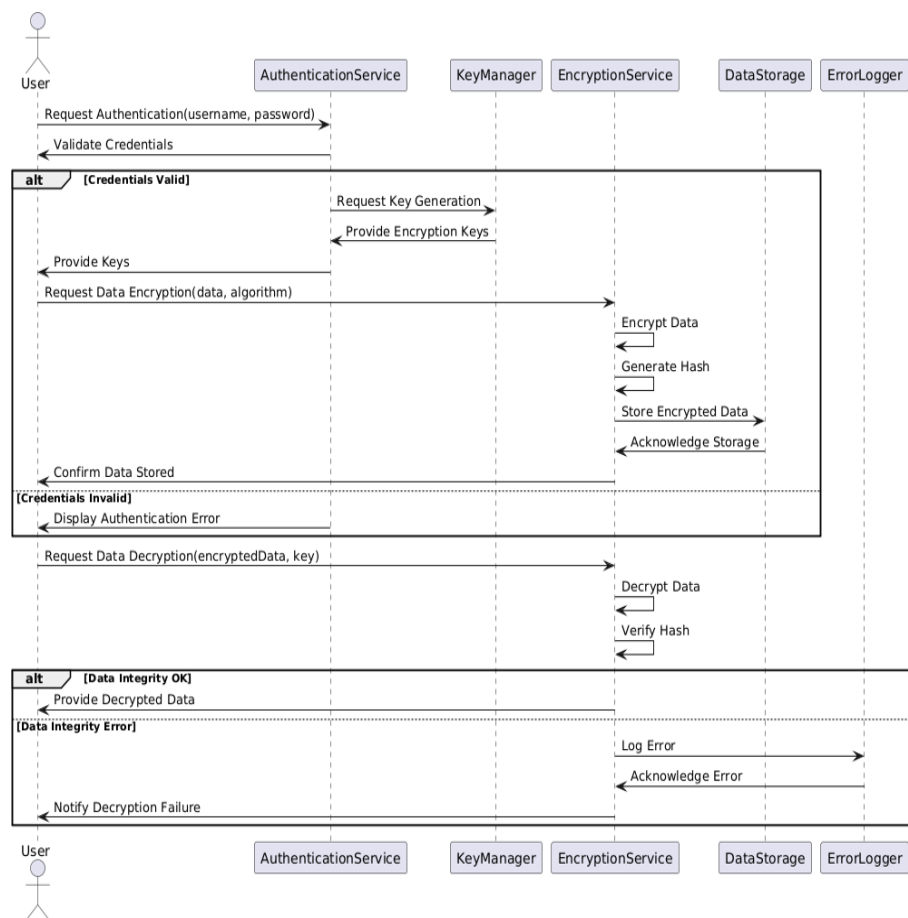 User
AuthenticationService
KeyManager
EncryptionService
DataStorage
ErrorLogger
Request Authentication(username, password)
Validate Credentials
alt [Credentials Valid]
Request Key Generation
Provide Encryption Keys
Provide Keys
Request Data Encryption(data, algorithm)
Encrypt Data
Generate Hash
Store Encrypted Data
Acknowledge Storage
Confirm Data Stored
[Credentials Invalid]
Display Authentication Error
Request Data Decryption(encryptedData, key)
Decrypt Data
Verify Hash
alt [Data Integrity OK]
Provide Decrypted Data
[Data Integrity Error]
Log Error
Acknowledge Error
Notify Decryption Failure
User
AuthenticationService
KeyManager
EncryptionService
DataStorage
ErrorLogger